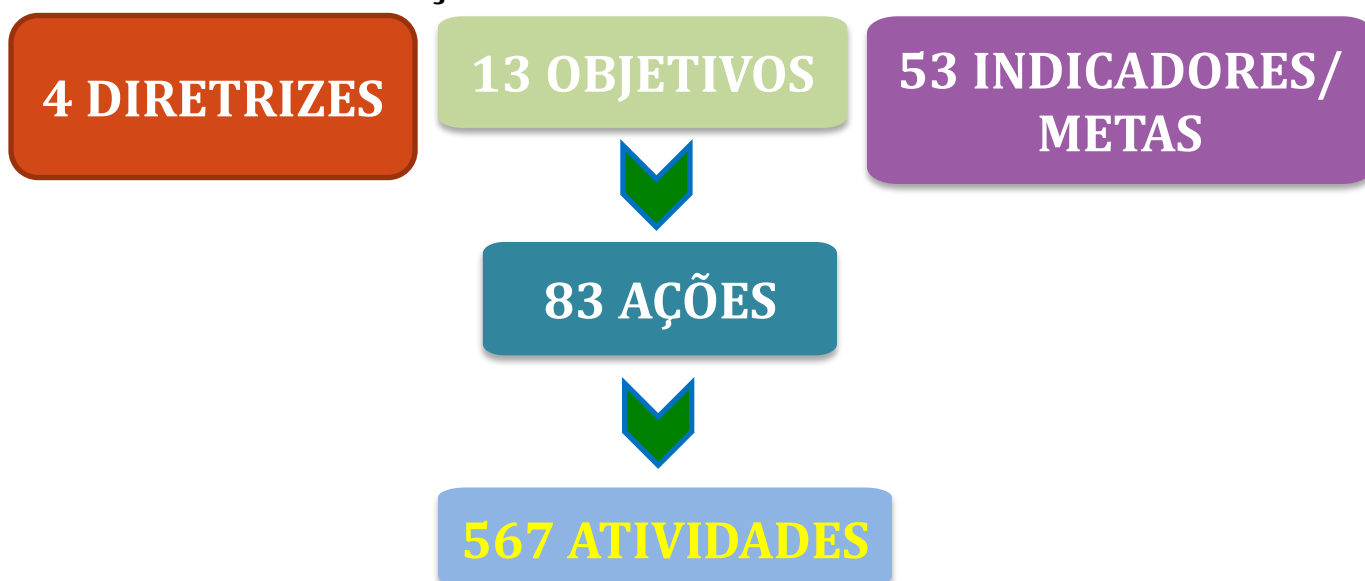 4 DIRETRIZES
13 OBJETIVOS
53 INDICADORES/
METAS
83 AÇÕES
567 ATIVIDADES